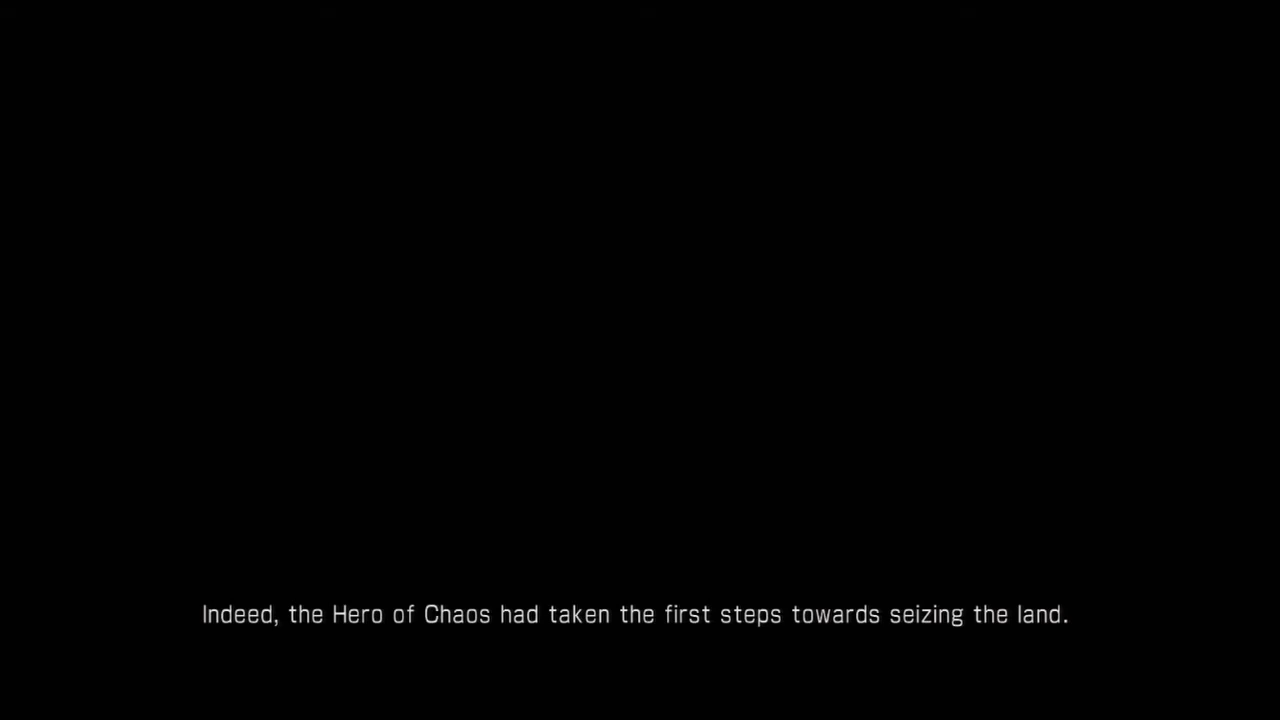 Indeed, the Hero of Chaos had taken the first steps towards seizing the land.